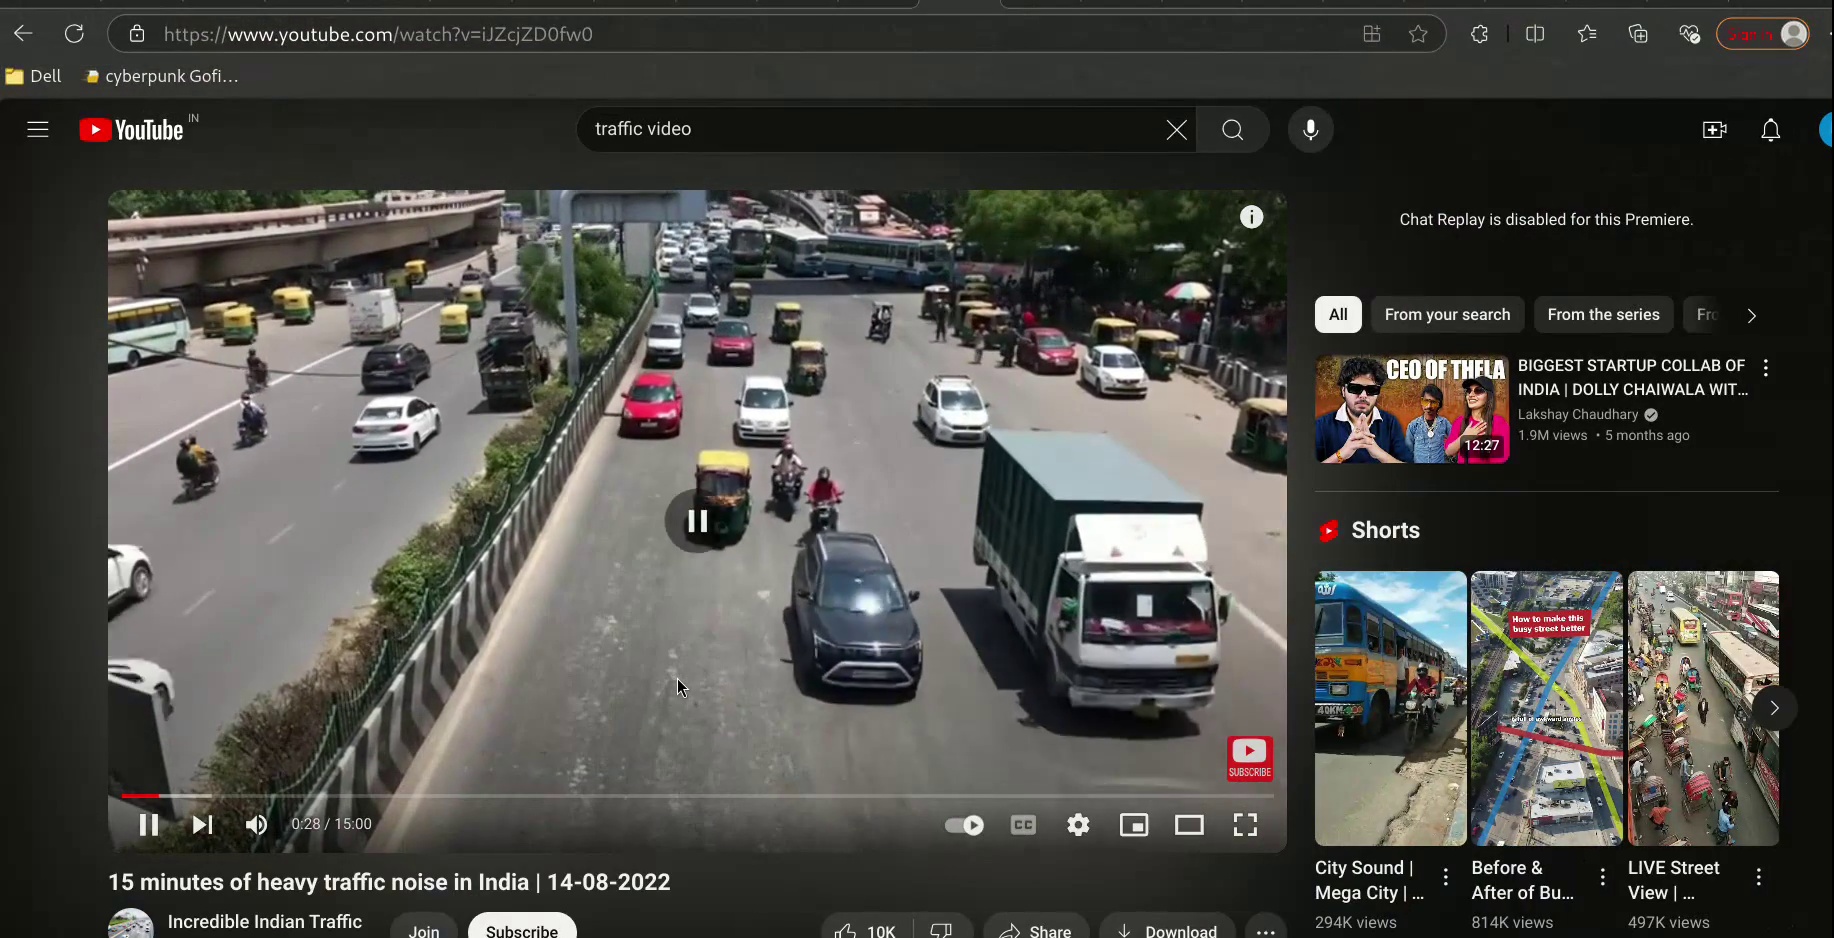 https://www.youtube.com/watch?v=iJZcjZD0fw0
Sign in
Dell
cyberpunk Gofi...
YouTube IN
traffic video
Chat Replay is disabled for this Premiere.
All
From your search
From the series
Fro
CEO OF THELA
12:27
BIGGEST STARTUP COLLAB OF
INDIA | DOLLY CHAIWALA WIT...
Lakshay Chaudhary
1.9M views • 5 months ago
Shorts
How to make this
busy street better
SUBSCRIBE
0:28 / 15:00
CC
15 minutes of heavy traffic noise in India | 14-08-2022
Incredible Indian Traffic
Join
Subscribe
10K
Share
Download
City Sound |
Mega City | ...
294K views
Before &
After of Bu...
814K views
LIVE Street
View | ...
497K views